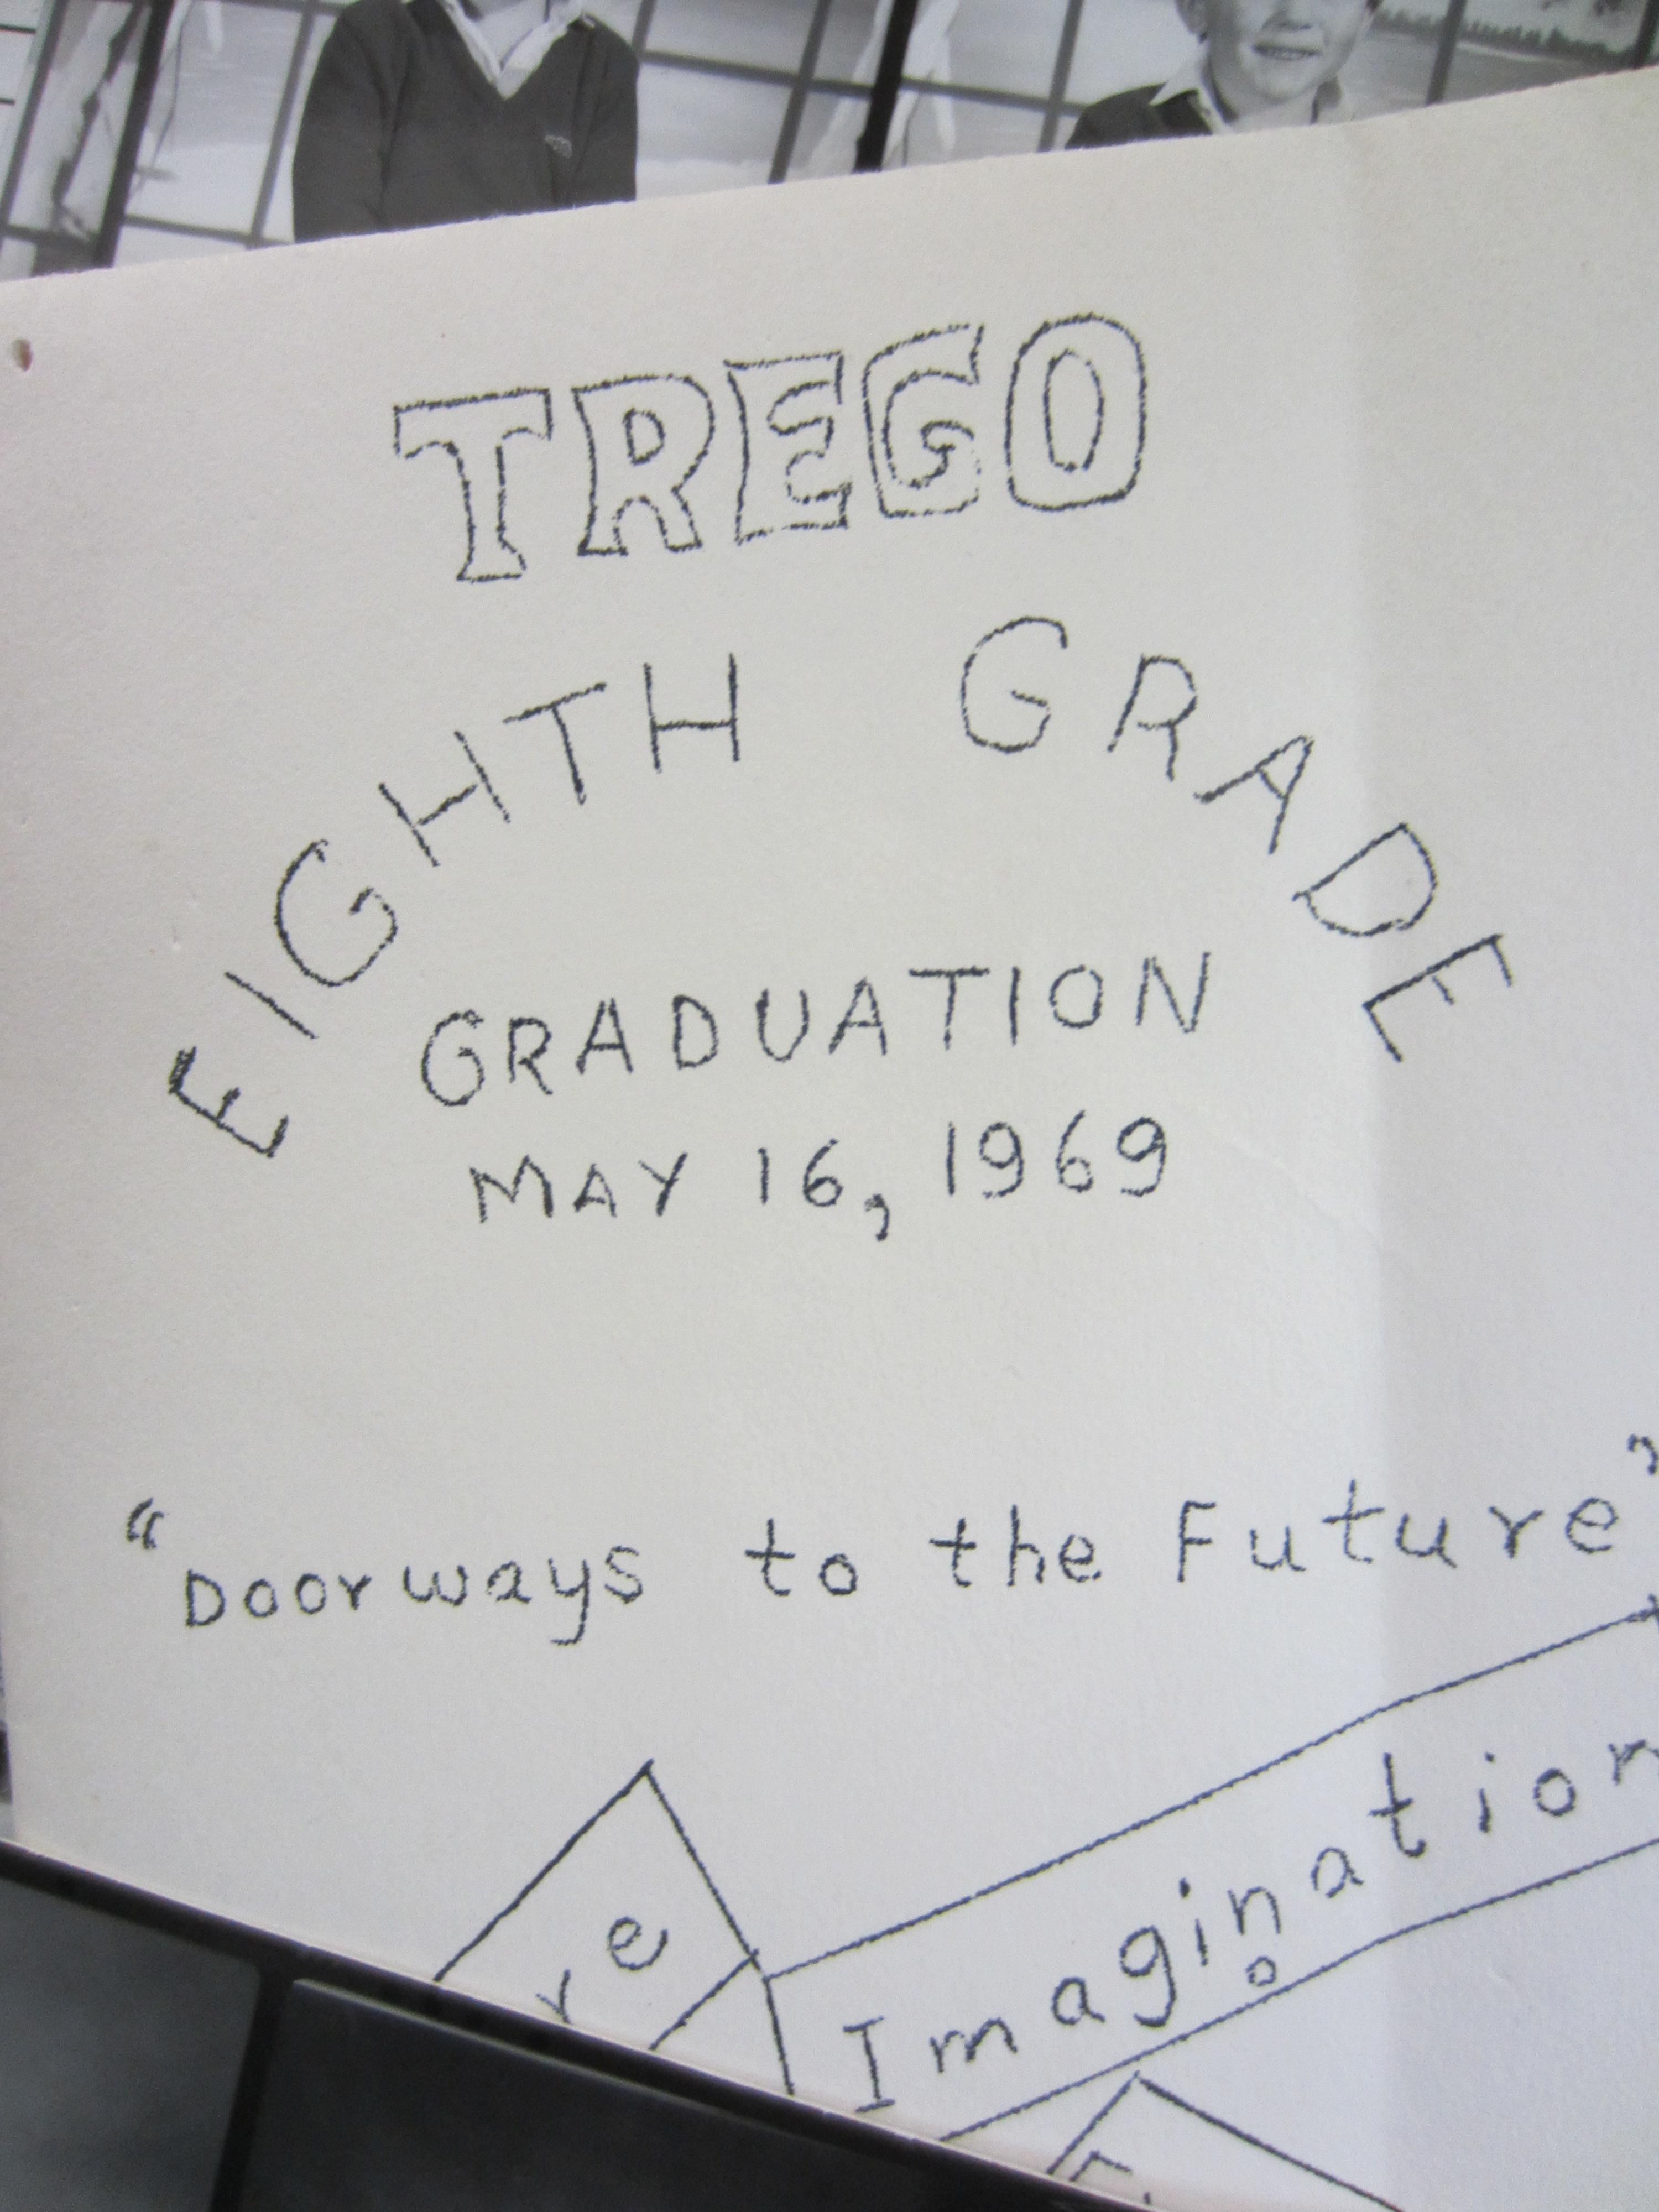 TREGO
EIGHTH GRADE
GRADUATION
MAY 16, 1969
"Doorways to the Future"
Imagination